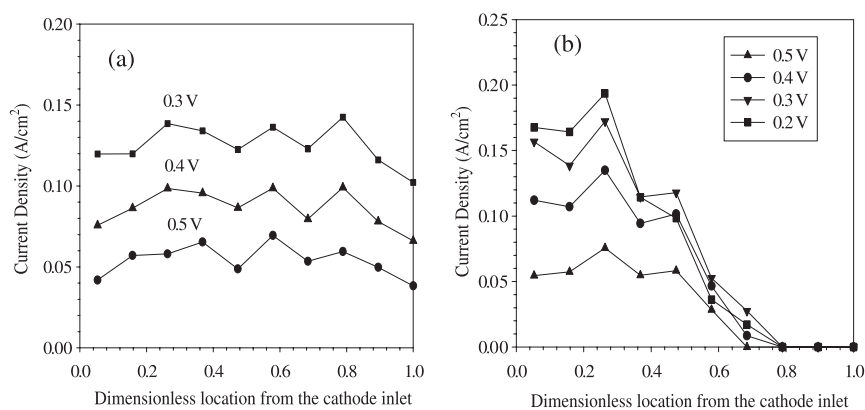 0.20
0.15
0.10
0.05
0.00
Current Density (A/cm²)
(a)
0.3 V
0.4 V
0.5 V
0.0 0.2 0.4 0.6 0.8 1.0
Dimensionless location from the cathode inlet
0.25
0.20
0.15
0.10
0.05
0.00
Current Density (A/cm²)
(b)
0.5 V
0.4 V
0.3 V
0.2 V
0.0 0.2 0.4 0.6 0.8 1.0
Dimensionless location from the cathode inlet